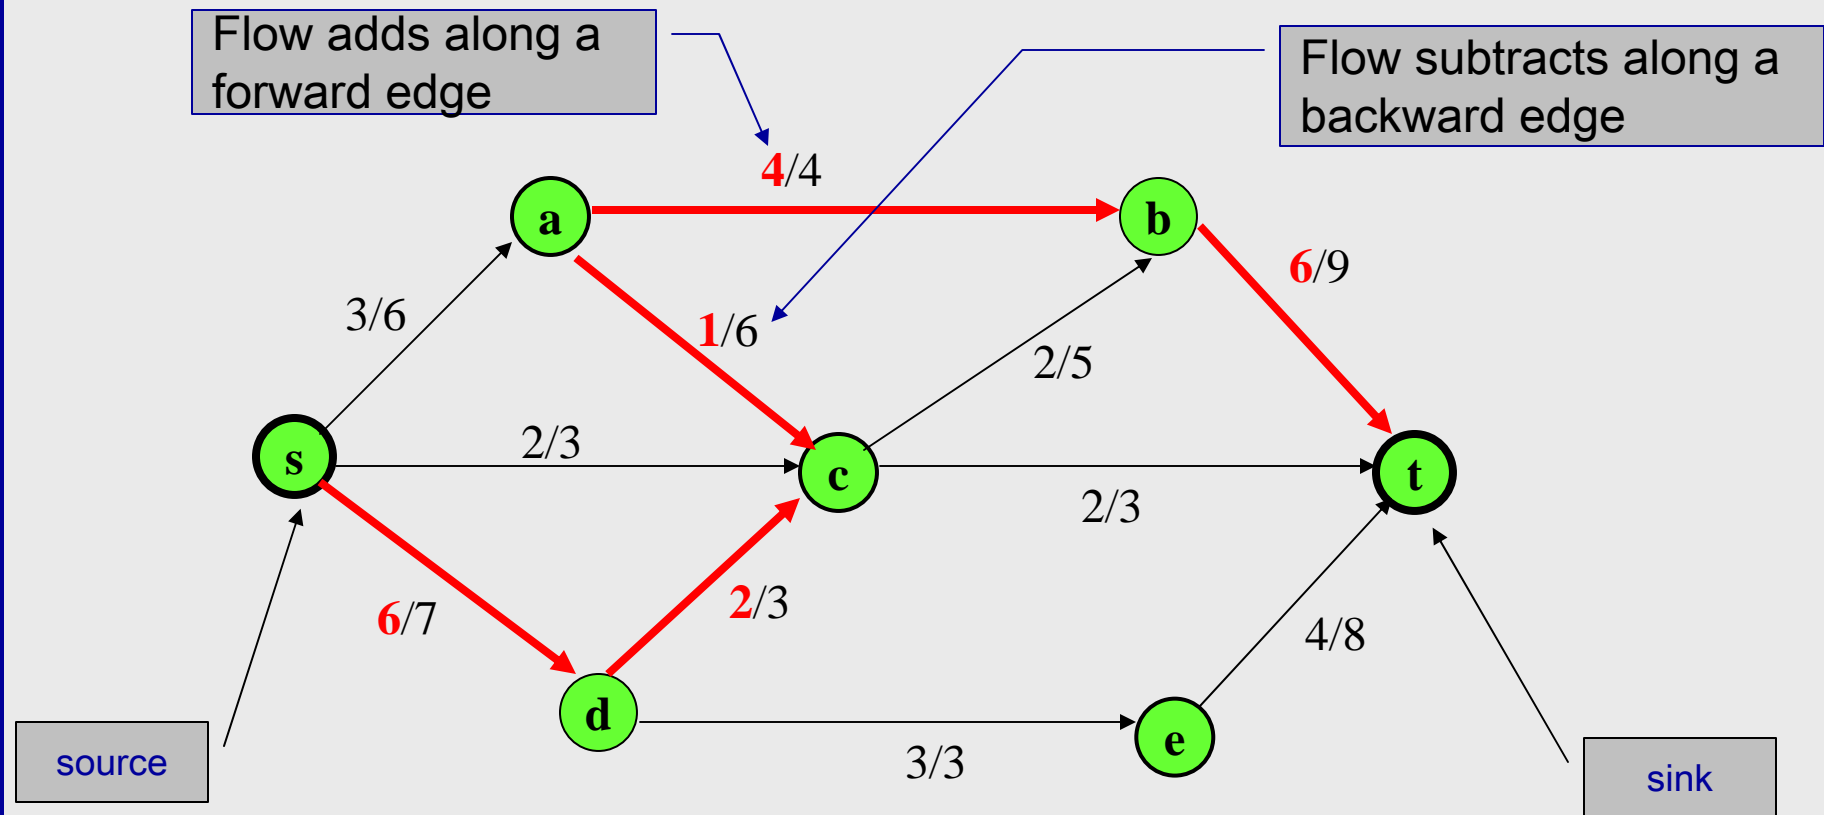 Flow adds along a
forward edge
Flow subtracts along a
backward edge
4/4
a
b
6/9
3/6
1/6
2/5
2/3
s
c
t
2/3
6/7
2/3
4/8
d
e
3/3
source
sink